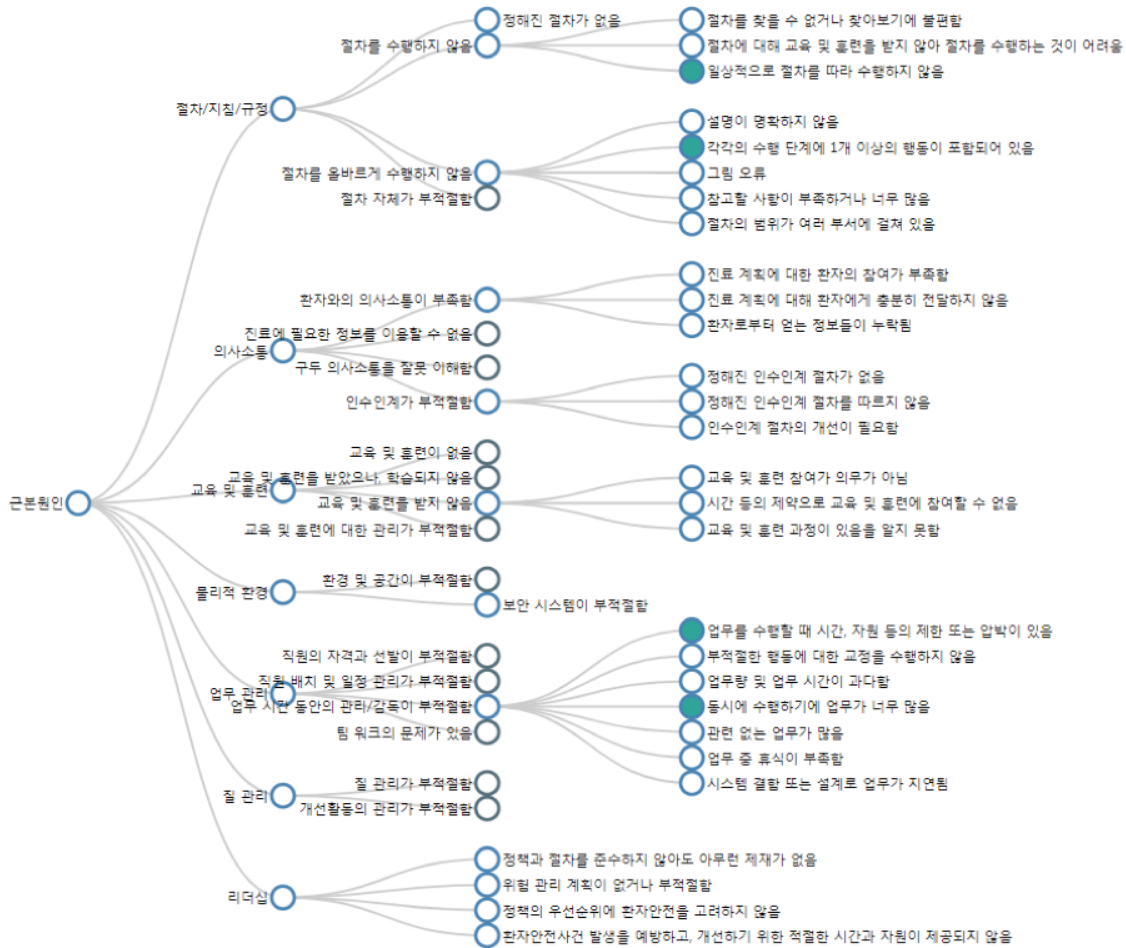 근본원인
절차/지침/규정
정해진 절차가 없음
절차를 수행하지 않음
절차를 찾을 수 없거나 찾아보기에 불편함
절차에 대해 교육 및 훈련을 받지 않아 절차를 수행하는 것이 어려움
일상적으로 절차를 따라 수행하지 않음
절차를 올바르게 수행하지 않음
설명이 명확하지 않음
각각의 수행 단계에 1개 이상의 행동이 포함되어 있음
그림 오류
참고할 사항이 부족하거나 너무 많음
절차의 범위가 여러 부서에 걸쳐 있음
절차 자체가 부적절함
의사소통
환자와의 의사소통이 부족함
진료 계획에 대한 환자의 참여가 부족함
진료 계획에 대해 환자에게 충분히 전달하지 않음
환자로부터 얻는 정보들이 누락됨
진료에 필요한 정보를 이용할 수 없음
구두 의사소통을 잘못 이해함
인수인계가 부적절함
정해진 인수인계 절차가 없음
정해진 인수인계 절차를 따르지 않음
인수인계 절차의 개선이 필요함
교육 및 훈련
교육 및 훈련이 없음
교육 및 훈련을 받았으나, 학습되지 않음
교육 및 훈련을 받지 않음
교육 및 훈련 참여가 의무가 아님
시간 등의 제약으로 교육 및 훈련에 참여할 수 없음
교육 및 훈련 과정이 있음을 알지 못함
교육 및 훈련에 대한 관리가 부적절함
물리적 환경
환경 및 공간이 부적절함
보안 시스템이 부적절함
업무 관리
직원의 자격과 선발이 부적절함
직원 배치 및 일정 관리가 부적절함
업무 시간 동안의 관리/감독이 부적절함
업무를 수행할 때 시간, 자원 등의 제한 또는 압박이 있음
부적절한 행동에 대한 교정을 수행하지 않음
업무량 및 업무 시간이 과다함
동시에 수행하기에 업무가 너무 많음
관련 없는 업무가 많음
업무 중 휴식이 부족함
시스템 결함 또는 설계로 업무가 지연됨
팀 워크의 문제가 있음
질 관리
질 관리가 부적절함
개선활동의 관리가 부적절함
리더십
정책과 절차를 준수하지 않아도 아무런 제재가 없음
위험 관리 계획이 없거나 부적절함
정책의 우선순위에 환자안전을 고려하지 않음
환자안전사건 발생을 예방하고, 개선하기 위한 적절한 시간과 자원이 제공되지 않음